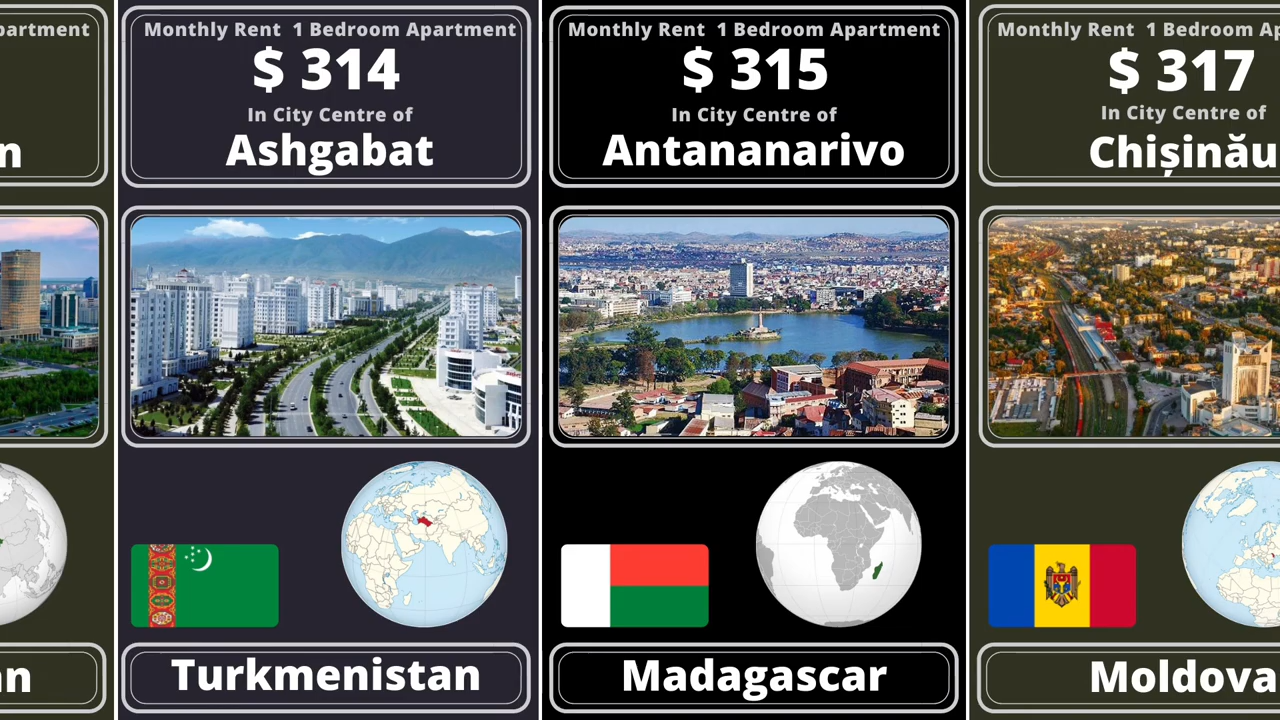 Monthly Rent 1 Bedroom Apartment
$ 314
In City Centre of
Ashgabat
Turkmenistan
Monthly Rent 1 Bedroom Apartment
$ 315
In City Centre of
Antananarivo
Madagascar
Monthly Rent 1 Bedroom
$ 317
In City Centre of
Chișinău
Moldova